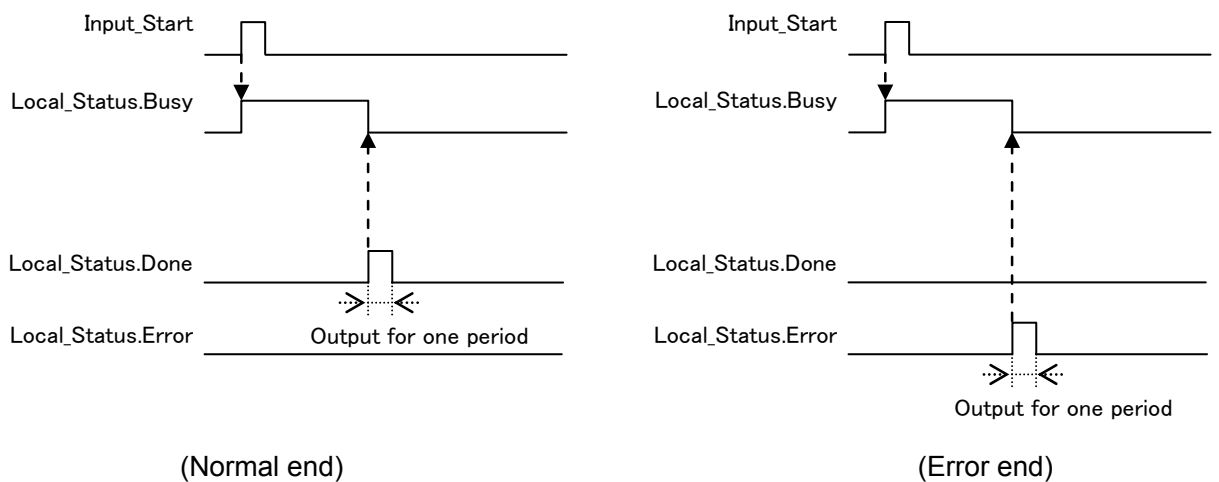 Input_Start
Local_Status.Busy
Local_Status.Done
Local_Status.Error
Output for one period
(Normal end)
Input_Start
Local_Status.Busy
Local_Status.Done
Local_Status.Error
Output for one period
(Error end)